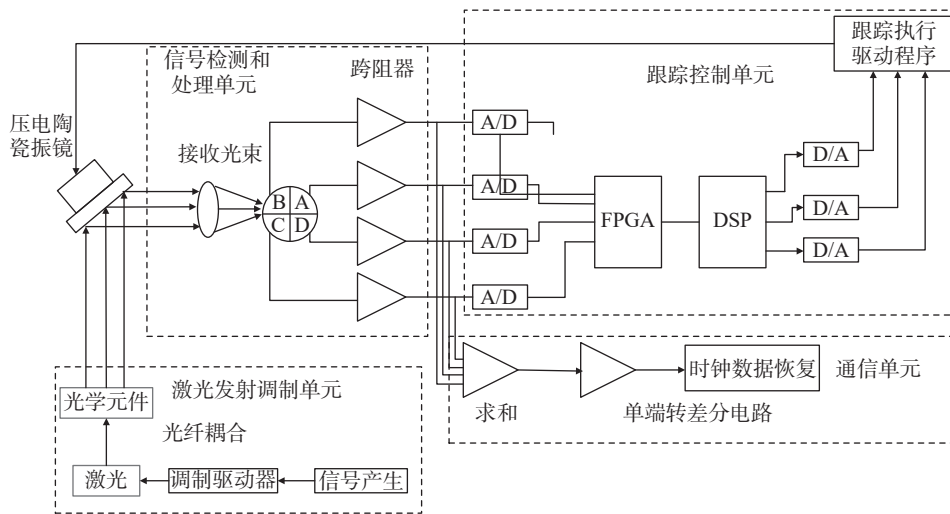 信号检测和
处理单元
跨阻器
跟踪控制单元
跟踪执行
驱动程序
压电陶
瓷振镜
接收光束
B
A
C
D
A/D
A/D
A/D
A/D
FPGA
DSP
D/A
D/A
D/A
激光发射调制单元
光学元件
光纤耦合
激光
调制驱动器
信号产生
求和
单端转差分电路
时钟数据恢复
通信单元